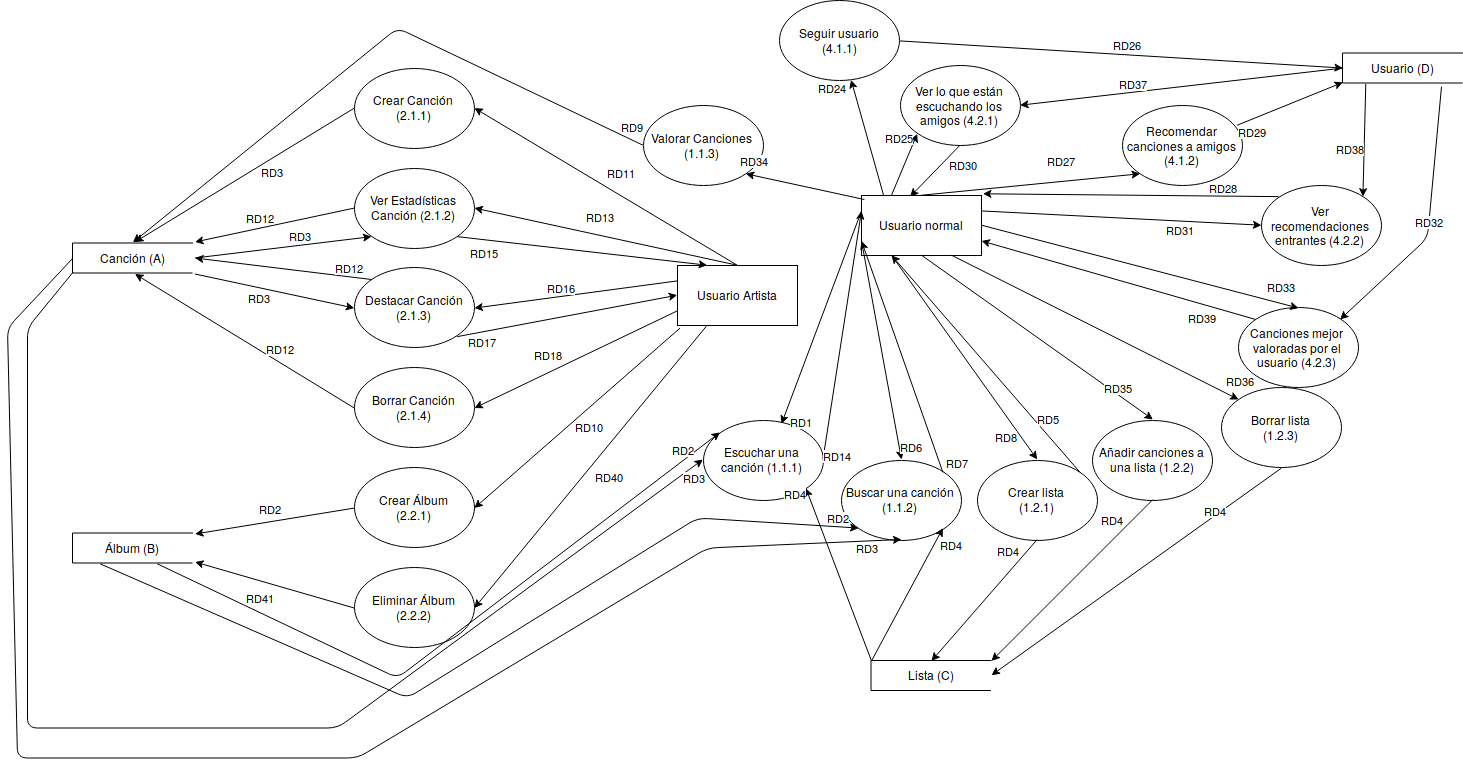 Seguir usuario
(4.1.1)
RD26
Usuario (D)
RD24
Ver lo que están
escuchando los
amigos (4.2.1)
RD37
Crear Canción
(2.1.1)
RD9
Valorar Canciones
(1.1.3)
RD25
RD34
RD30
RD27
Recomendar
canciones a amigos
(4.1.2)
RD29
RD38
RD3
RD11
RD28
Ver Estadísticas
Canción (2.1.2)
RD12
RD13
Usuario normal
RD31
Ver
recomendaciones
entrantes (4.2.2)
RD32
RD3
RD15
Canción (A)
RD12
RD3
Destacar Canción
(2.1.3)
RD16
Usuario Artista
RD33
RD39
RD17
Canciones mejor
valoradas por el
usuario (4.2.3)
RD12
RD18
RD36
RD35
Borrar Canción
(2.1.4)
Borrar lista
(1.2.3)
RD10
RD1
RD5
RD8
RD2
Escuchar una
canción (1.1.1)
RD14
RD6
RD7
Añadir canciones a
una lista (1.2.2)
RD40
RD3
RD4
Crear Álbum
(2.2.1)
Buscar una canción
(1.1.2)
Crear lista
(1.2.1)
RD2
RD2
RD4
RD4
Álbum (B)
RD3
RD4
RD4
RD41
Eliminar Álbum
(2.2.2)
Lista (C)